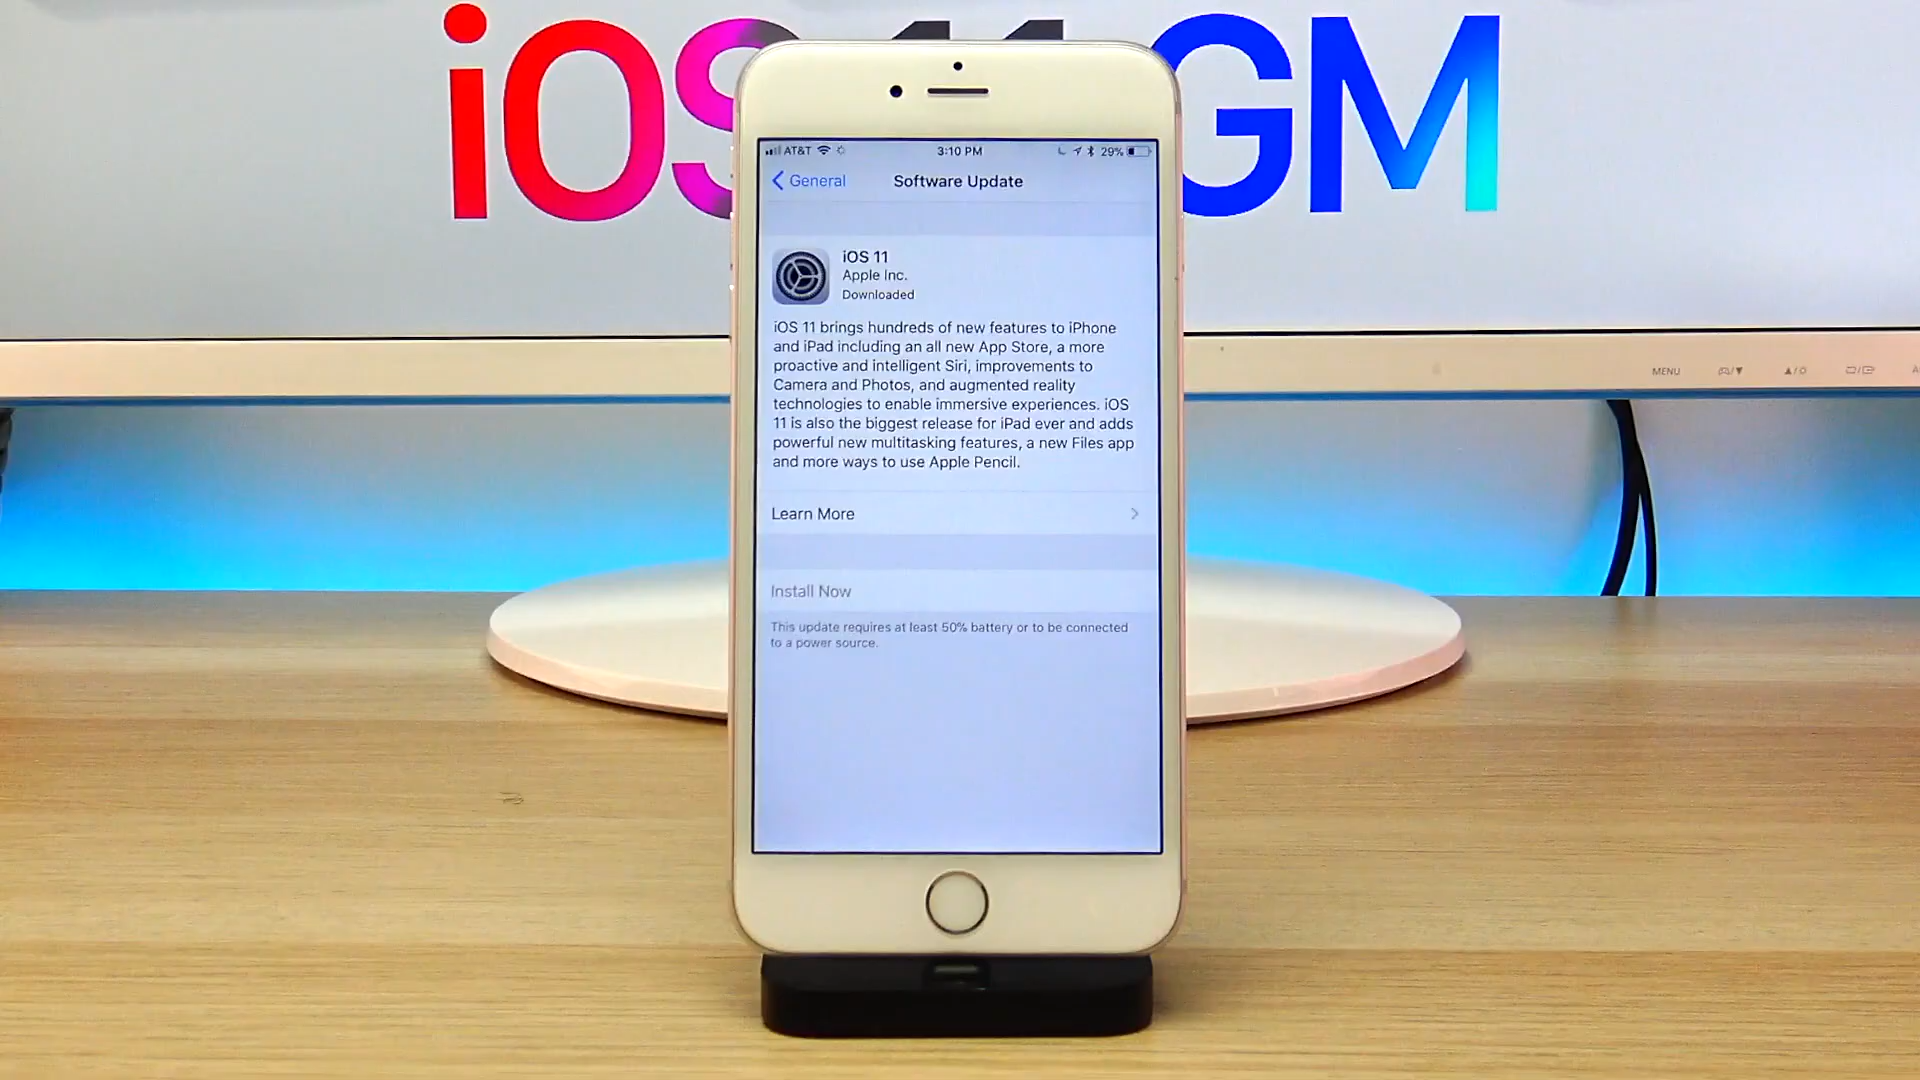 iOS 11 GM
AT&T
3:10 PM
29%
General
Software Update
iOS 11
Apple Inc.
Downloaded
iOS 11 brings hundreds of new features to iPhone
and iPad including an all new App Store, a more
proactive and intelligent Siri, improvements to
Camera and Photos, and augmented reality
technologies to enable immersive experiences. iOS
11 is also the biggest release for iPad ever and adds
powerful new multitasking features, a new Files app
and more ways to use Apple Pencil.
Learn More
Install Now
This update requires at least 50% battery or to be connected
to a power source.
MENU